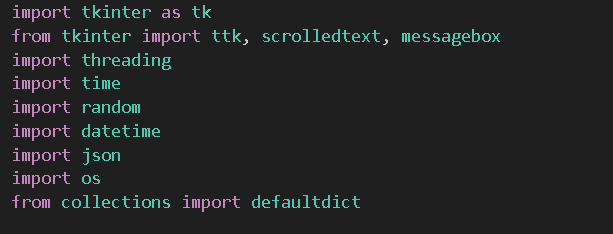 import tkinter as tk
from tkinter import ttk, scrolledtext, messagebox
import threading
import time
import random
import datetime
import json
import os
from collections import defaultdict